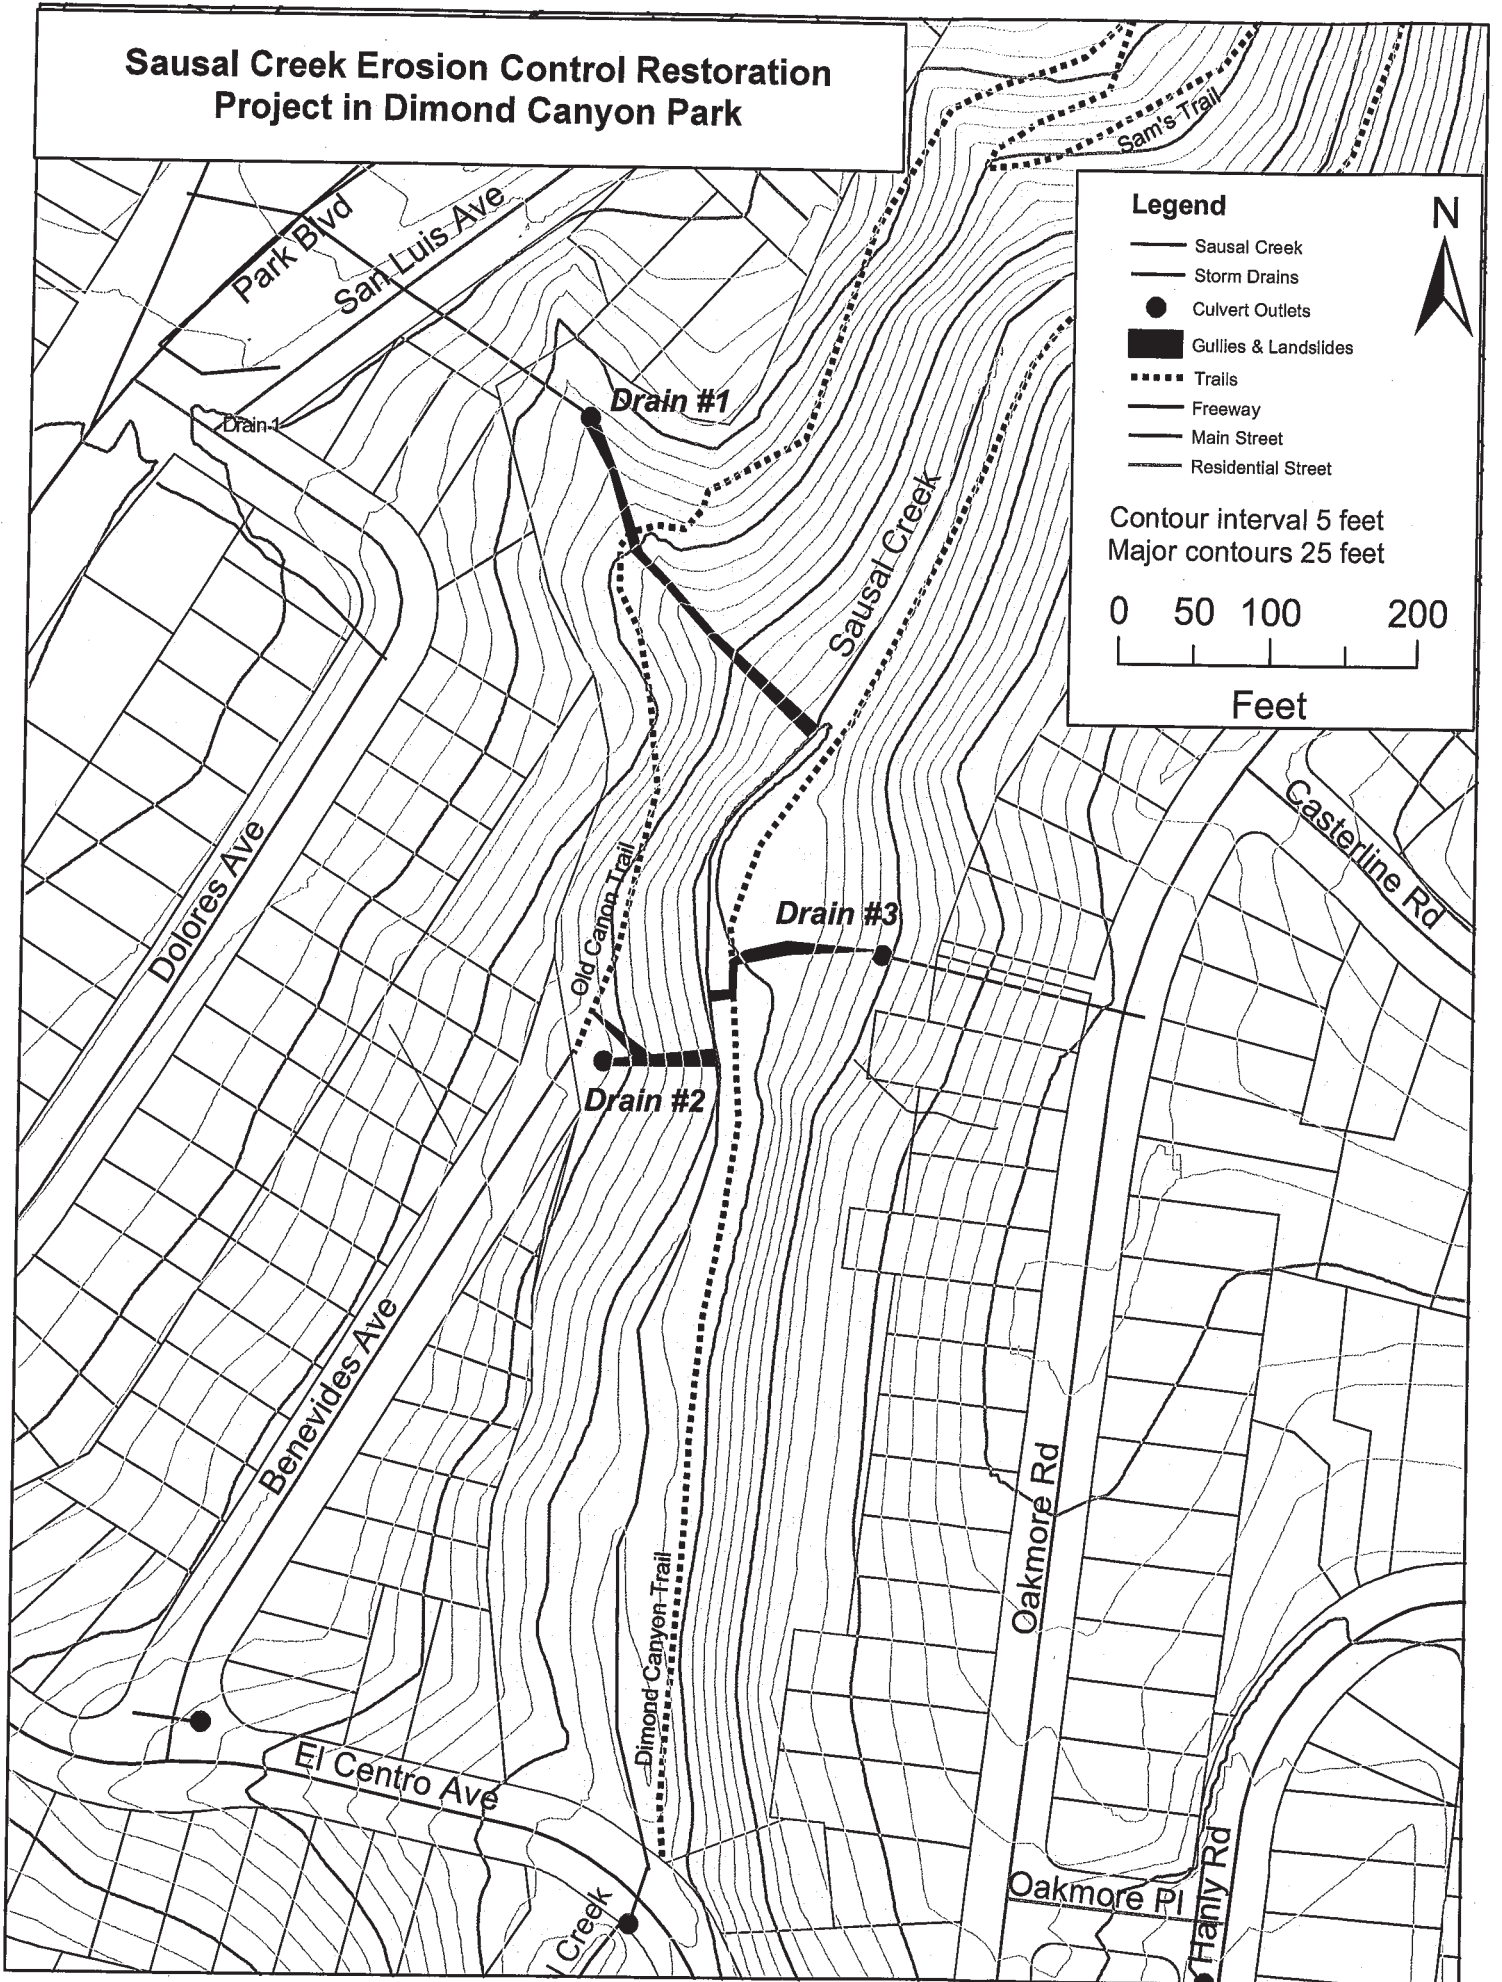 Sausal Creek Erosion Control Restoration
Project in Dimond Canyon Park
Sam's Trail
Park Blvd
San Luis Ave
Legend
N
Sausal Creek
Storm Drains
Culvert Outlets
Gullies & Landslides
Trails
Freeway
Main Street
Residential Street
Contour interval 5 feet
Major contours 25 feet
0 50 100 200
Feet
Drain #1
Drain 1
Sausal Creek
Casterline Rd
Dolores Ave
Old Canon Trail
Drain #3
Drain #2
Benevides Ave
Oakmore Rd
Dimond Canyon Trail
El Centro Ave
Oakmore Pl
Hanly Rd
l Creek